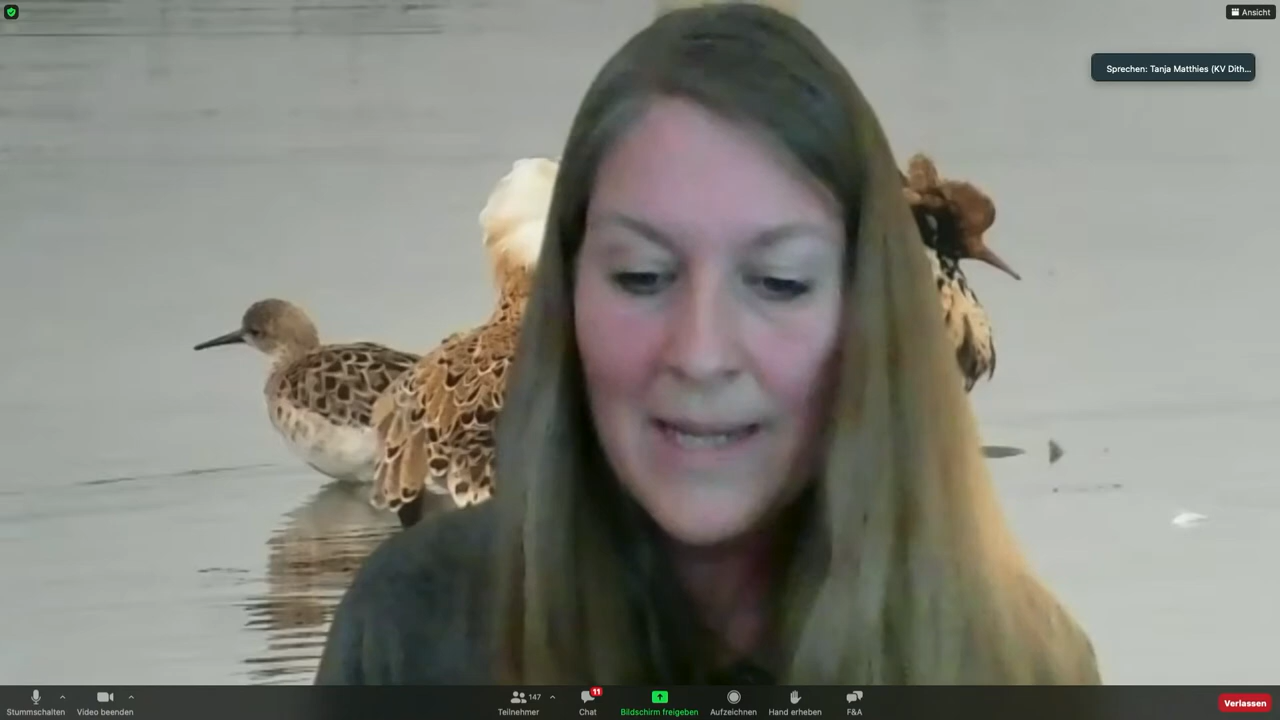 Ansicht
Sprechen: Tanja Matthies (KV Dith...
Stummschalten
Video beenden
147
Teilnehmer
11
Chat
Bildschirm freigeben
Aufzeichnen
Hand erheben
F&A
Verlassen